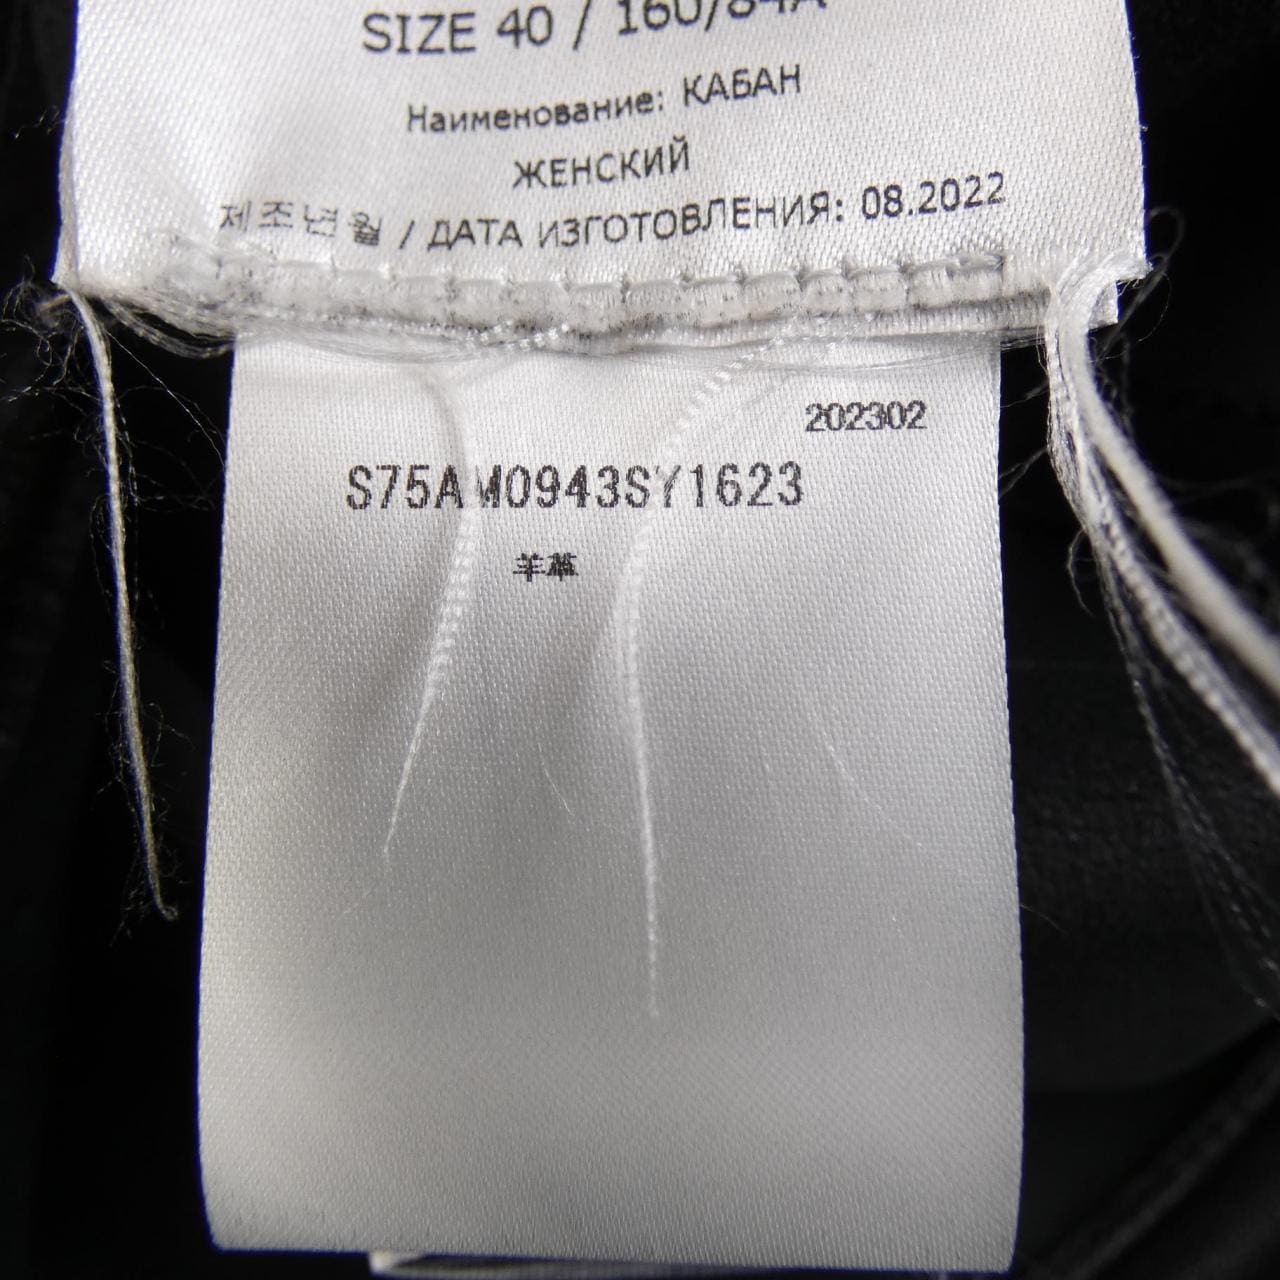 SIZE 40 / 160/84A
Наименование: КАБАН
ЖЕНСКИЙ
제조년월 / ДАТА ИЗГОТОВЛЕНИЯ: 08.2022
202302
S75AM0943SY1623
羊革